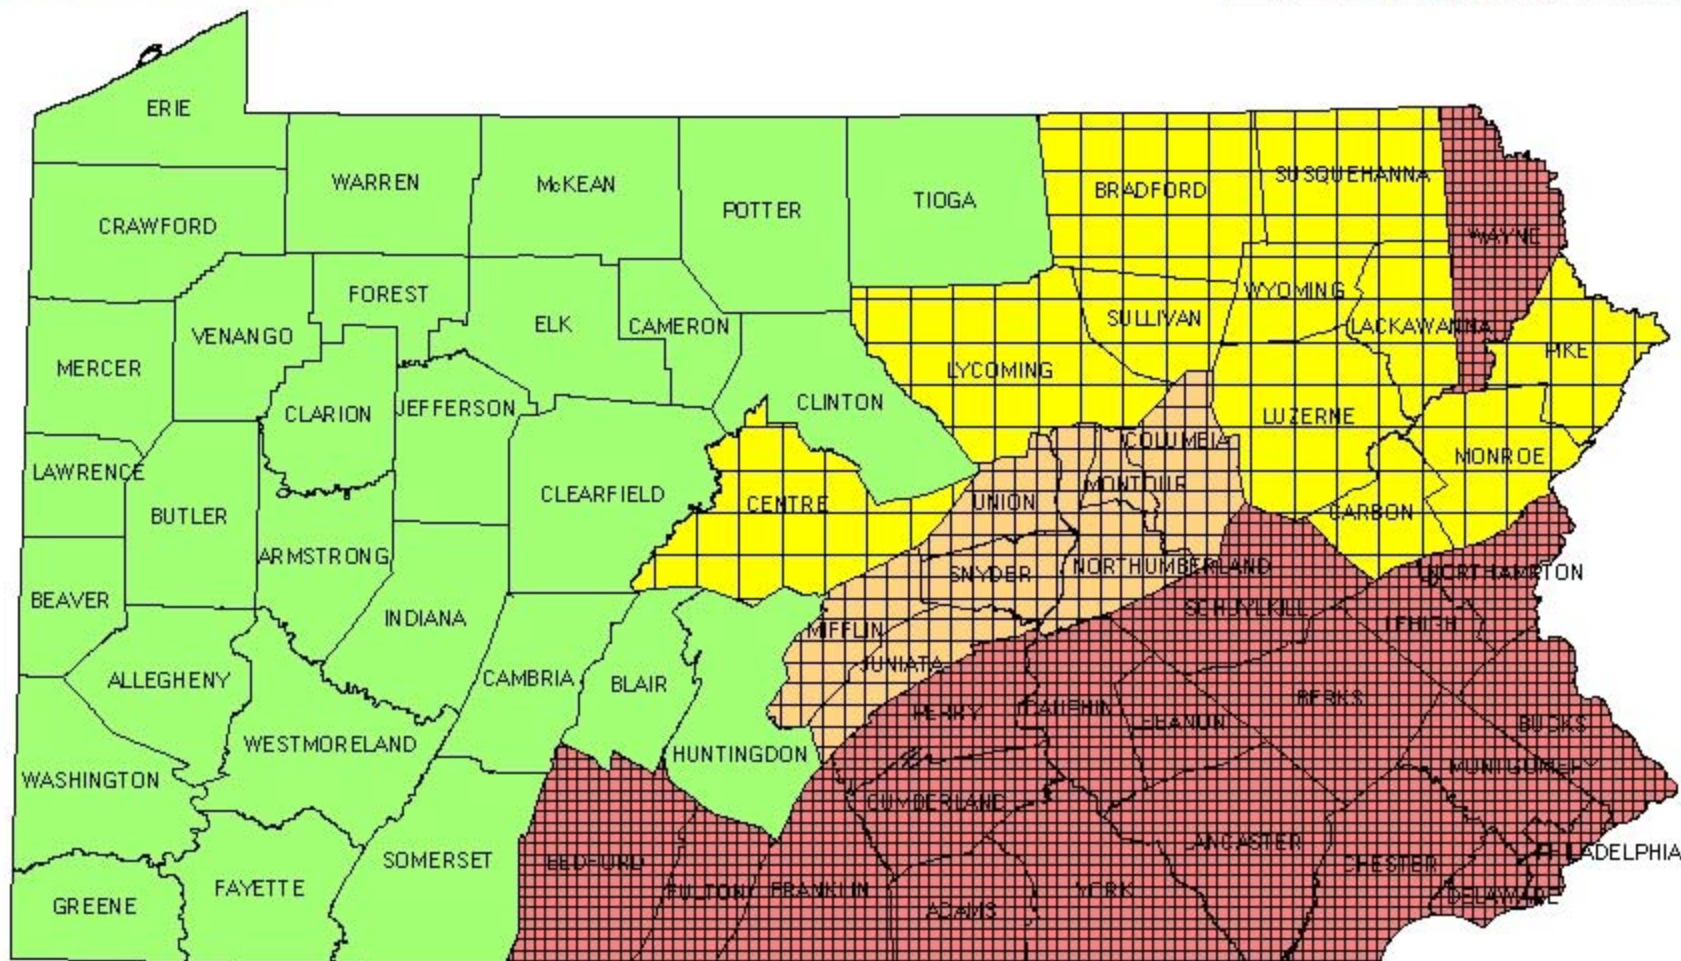 ERIE
WARREN
McKEAN
POTTER
TIOGA
BRADFORD
SUSQUEHANNA
WAYNE
CRAWFORD
FOREST
ELK
CAMERON
VENANGO
MERCER
CLARION
JEFFERSON
CLINTON
LYCOMING
SULLIVAN
WYOMING
LACKAWANNA
PIKE
LUZERNE
MONROE
COLUMBIA
MONTOUR
UNION
CENTRE
CLEARFIELD
LAWRENCE
BUTLER
ARMSTRONG
CARBON
NORTHAMPTON
NORTHUMBERLAND
SNYDER
SCHUYLKILL
LEHIGH
BEAVER
INDIANA
MIFFLIN
JUNIATA
ALLEGHENY
CAMBRIA
BLAIR
HUNTINGDON
PERRY
DAUPHIN
LEBANON
BERKS
BUCKS
MONTGOMERY
WESTMORELAND
WASHINGTON
CUMBERLAND
LANCASTER
CHESTER
PHILADELPHIA
DELAWARE
SOMERSET
BEDFORD
FULTON
FRANKLIN
ADAMS
YORK
FAYETTE
GREENE